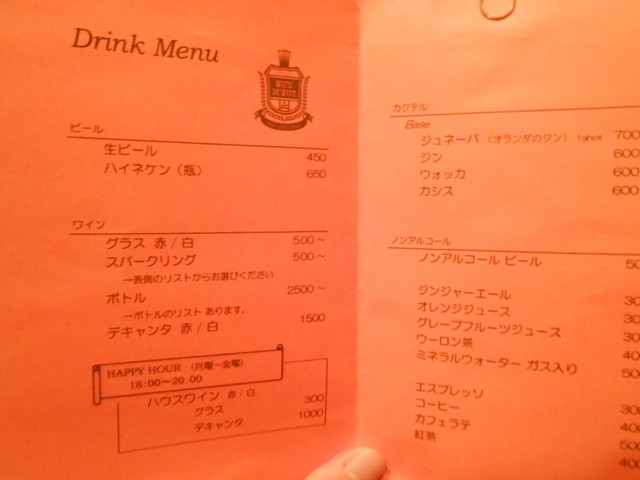 Drink Menu
ビール
生ビール 450
ハイネケン（瓶） 650
ワイン
グラス 赤 / 白 500～
スパークリング 500～
→表側のリストからお選びください
ボトル 2500～
→ボトルのリスト あります。
デキャンタ 赤 / 白 1500
HAPPY HOUR （月曜～金曜）
18:00～20:00
ハウスワイン 赤 / 白
グラス 300
デキャンタ 1000
カクテル
Base
ジュネーバ （オランダのジン） 1shot 700
ジン 600
ウォッカ 600
カシス 600
ノンアルコール
ノンアルコール ビール
ジンジャーエール
オレンジジュース
グレープフルーツジュース
ウーロン茶
ミネラルウォーター ガス入り
エスプレッソ
コーヒー
カフェラテ
紅茶